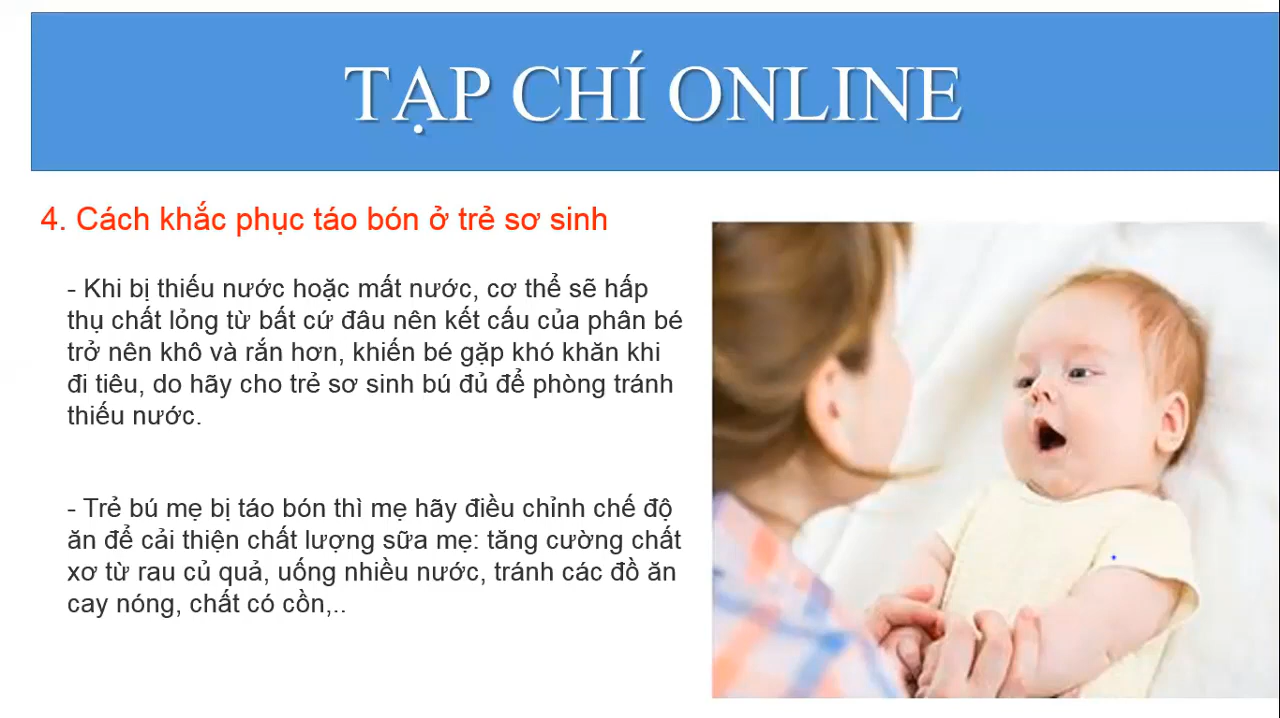 TẠP CHÍ ONLINE
4. Cách khắc phục táo bón ở trẻ sơ sinh
- Khi bị thiếu nước hoặc mất nước, cơ thể sẽ hấp
thụ chất lỏng từ bất cứ đâu nên kết cấu của phân bé
trở nên khô và rắn hơn, khiến bé gặp khó khăn khi
đi tiêu, do hãy cho trẻ sơ sinh bú đủ để phòng tránh
thiếu nước.
- Trẻ bú mẹ bị táo bón thì mẹ hãy điều chỉnh chế độ
ăn để cải thiện chất lượng sữa mẹ: tăng cường chất
xơ từ rau củ quả, uống nhiều nước, tránh các đồ ăn
cay nóng, chất có cồn,..